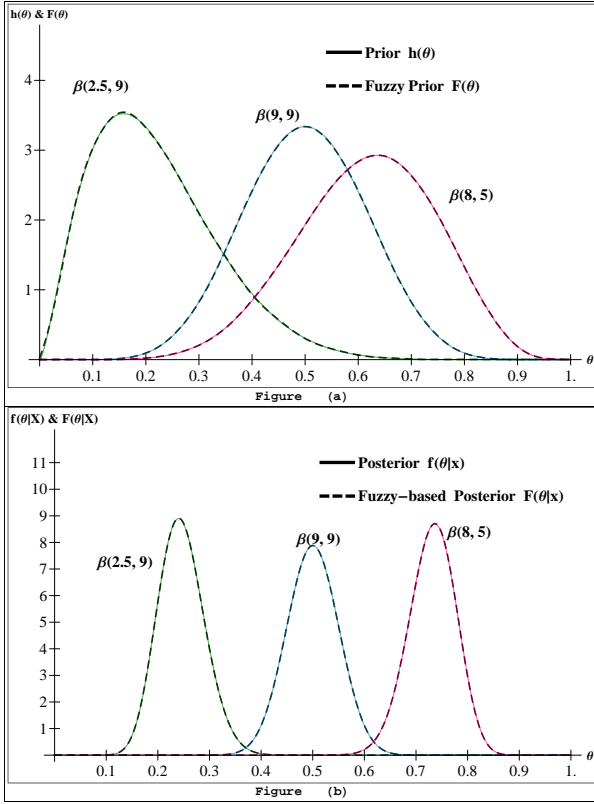 h(θ) & F(θ)
Prior h(θ)
Fuzzy Prior F(θ)
β(2.5, 9)
β(9, 9)
β(8, 5)
4
3
2
1
0.1 0.2 0.3 0.4 0.5 0.6 0.7 0.8 0.9 1. θ
Figure (a)
f(θ|X) & F(θ|X)
Posterior f(θ|x)
Fuzzy−based Posterior F(θ|x)
β(2.5, 9)
β(9, 9)
β(8, 5)
11
10
9
8
7
6
5
4
3
2
1
0.1 0.2 0.3 0.4 0.5 0.6 0.7 0.8 0.9 1. θ
Figure (b)